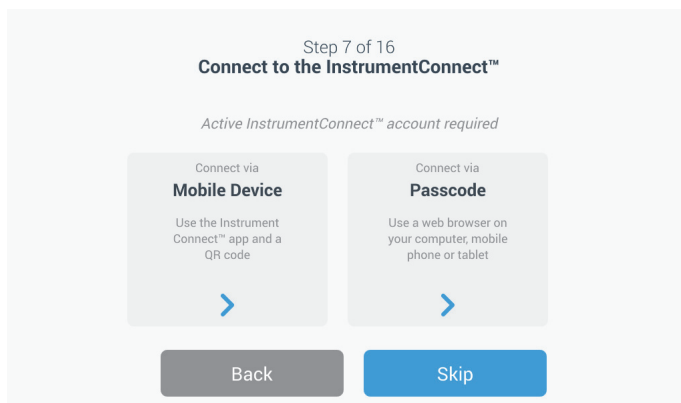 Step 7 of 16
Connect to the InstrumentConnect™
Active InstrumentConnect™ account required
Connect via
Mobile Device
Use the Instrument
Connect™ app and a
QR code
Connect via
Passcode
Use a web browser on
your computer, mobile
phone or tablet
Back
Skip